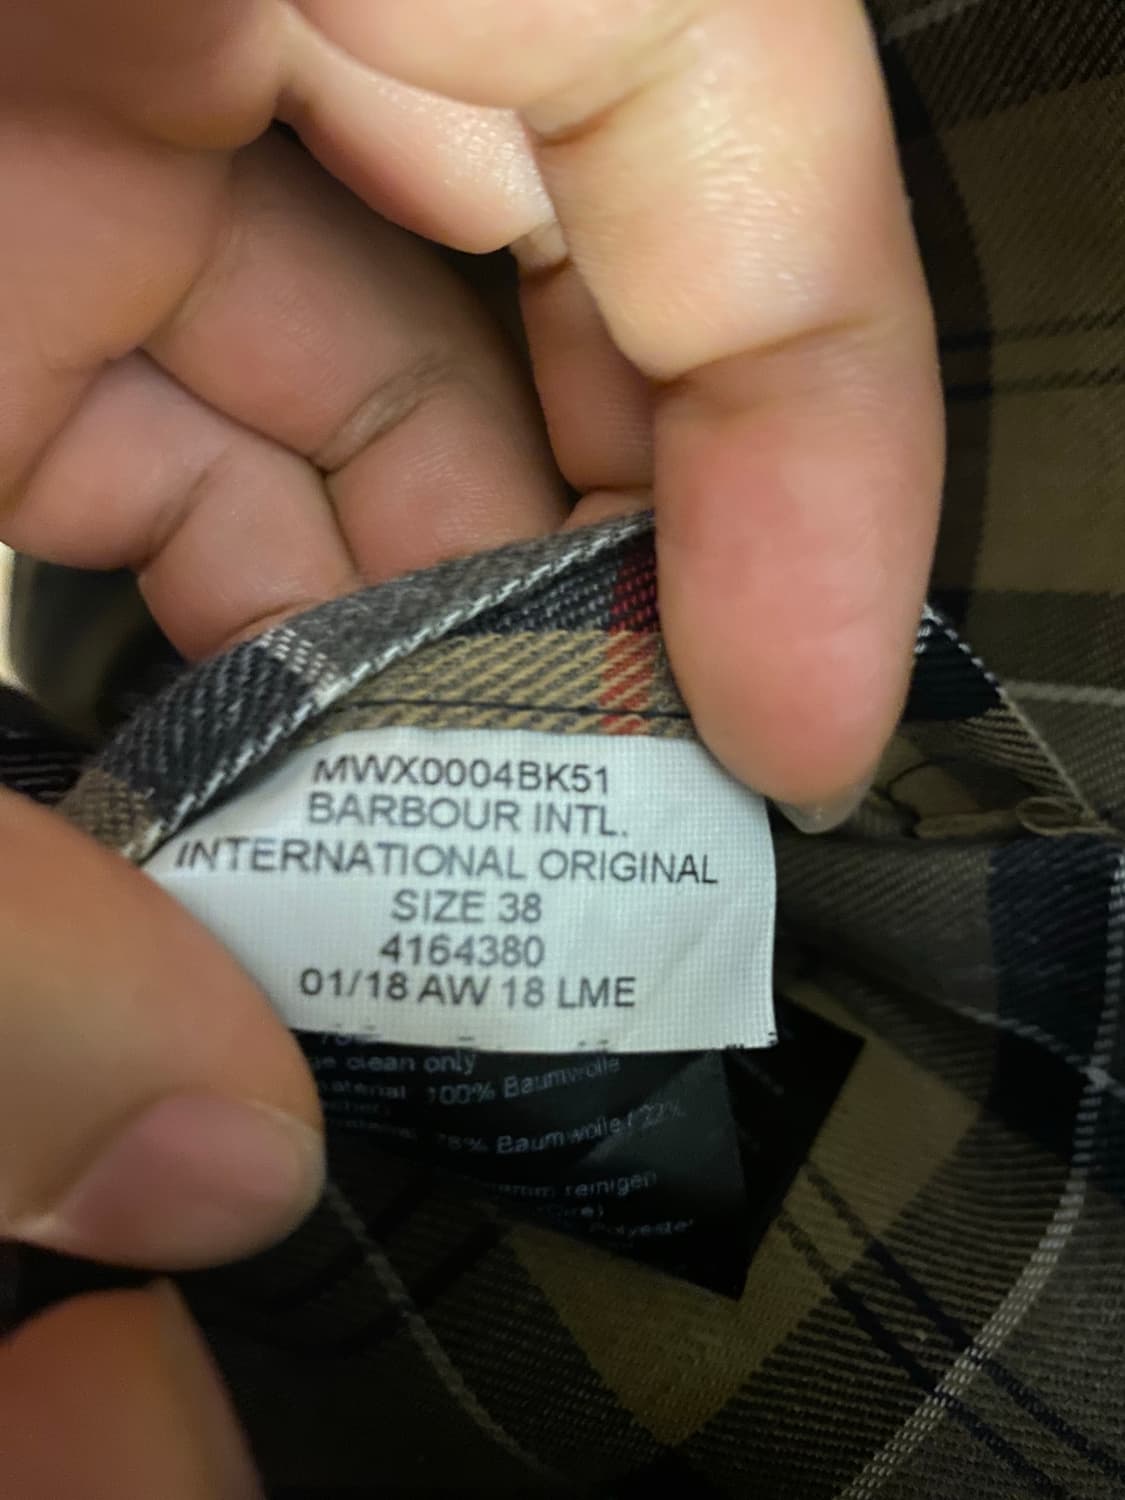 MWX0004BK51
BARBOUR INTL.
INTERNATIONAL ORIGINAL
SIZE 38
4164380
01/18 AW 18 LME
clean only
100% Baumwolle
Baumwolle
reinigen
Polyester